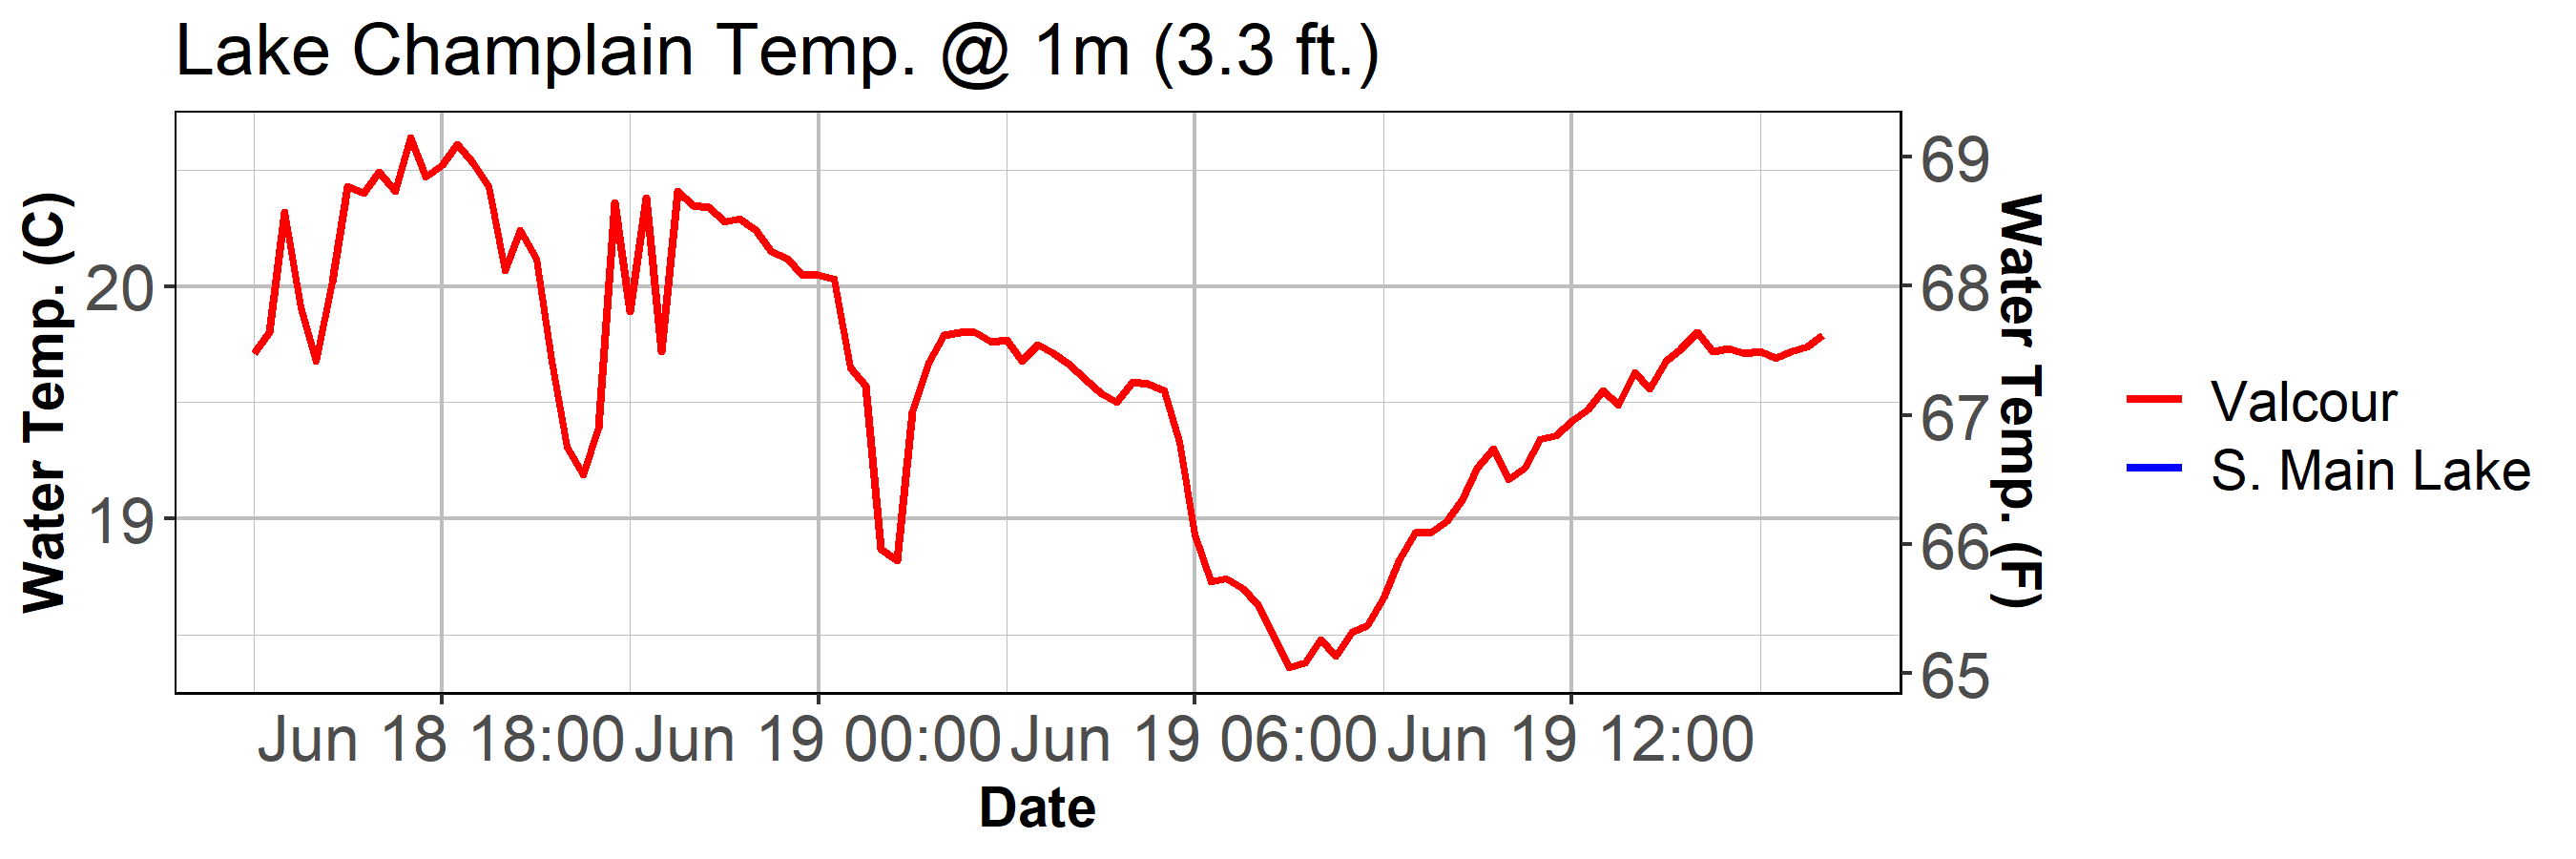 Lake Champlain Temp. @ 1m (3.3 ft.)
Water Temp. (C)
20
19
69
68
67
66
65
Water Temp. (F)
Jun 18 18:00
Jun 19 00:00
Jun 19 06:00
Jun 19 12:00
Date
Valcour
S. Main Lake